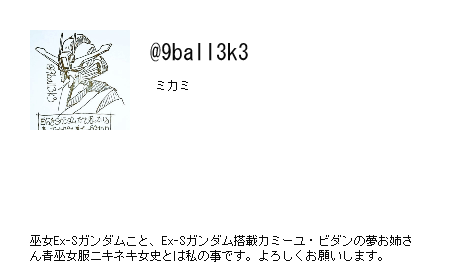 @9ball3k3
ミカミ
9ball3k3
巫女Ex-Sガンダムこと、Ex-Sガンダム搭載カミーユ・ビダンの夢お姉さ
ん青巫女服ニキネキ女史とは私の事です。よろしくお願いします。